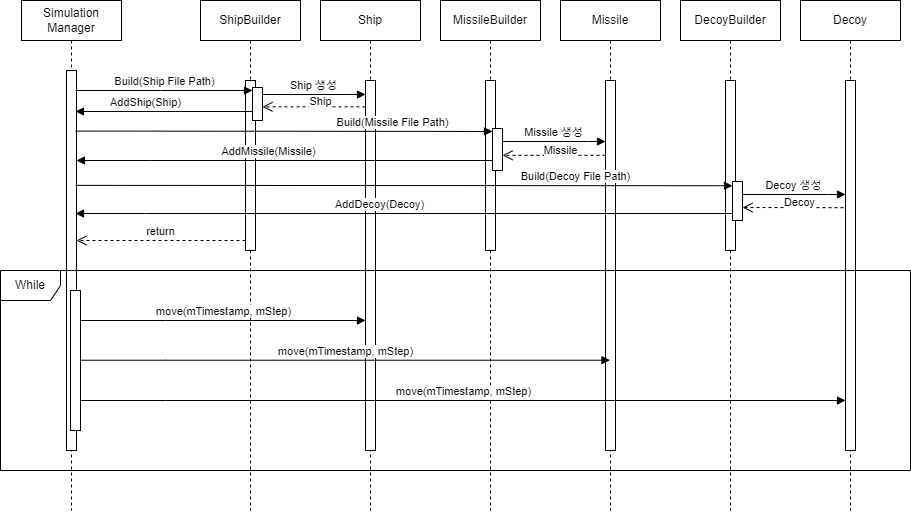 Simulation
Manager
ShipBuilder
Ship
MissileBuilder
Missile
DecoyBuilder
Decoy
Build(Ship File Path)
Ship 생성
AddShip(Ship)
Ship
Build(Missile File Path)
Missile 생성
AddMissile(Missile)
Missile
Build(Decoy File Path)
Decoy 생성
AddDecoy(Decoy)
Decoy
return
While
move(mTimestamp, mStep)
move(mTimestamp, mStep)
move(mTimestamp, mStep)